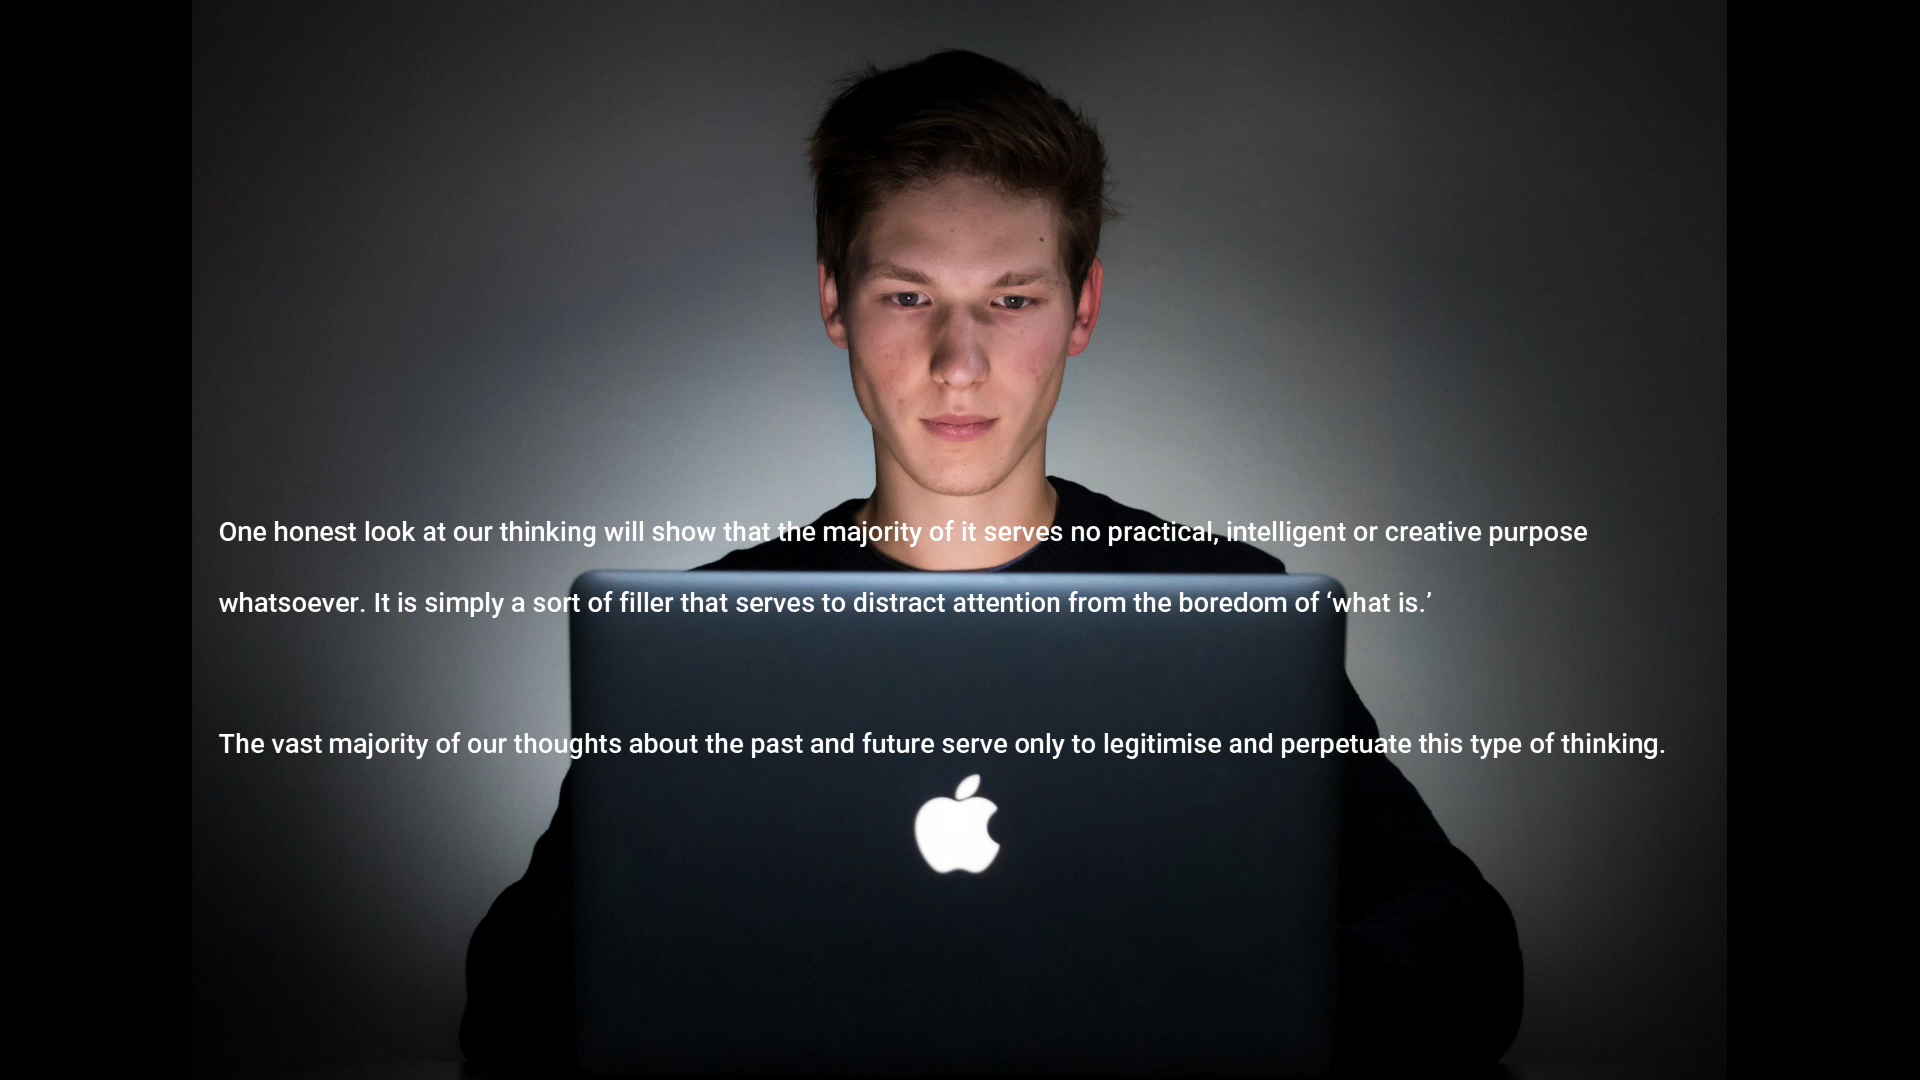 One honest look at our thinking will show that the majority of it serves no practical, intelligent or creative purpose
whatsoever. It is simply a sort of filler that serves to distract attention from the boredom of ‘what is.’
The vast majority of our thoughts about the past and future serve only to legitimise and perpetuate this type of thinking.